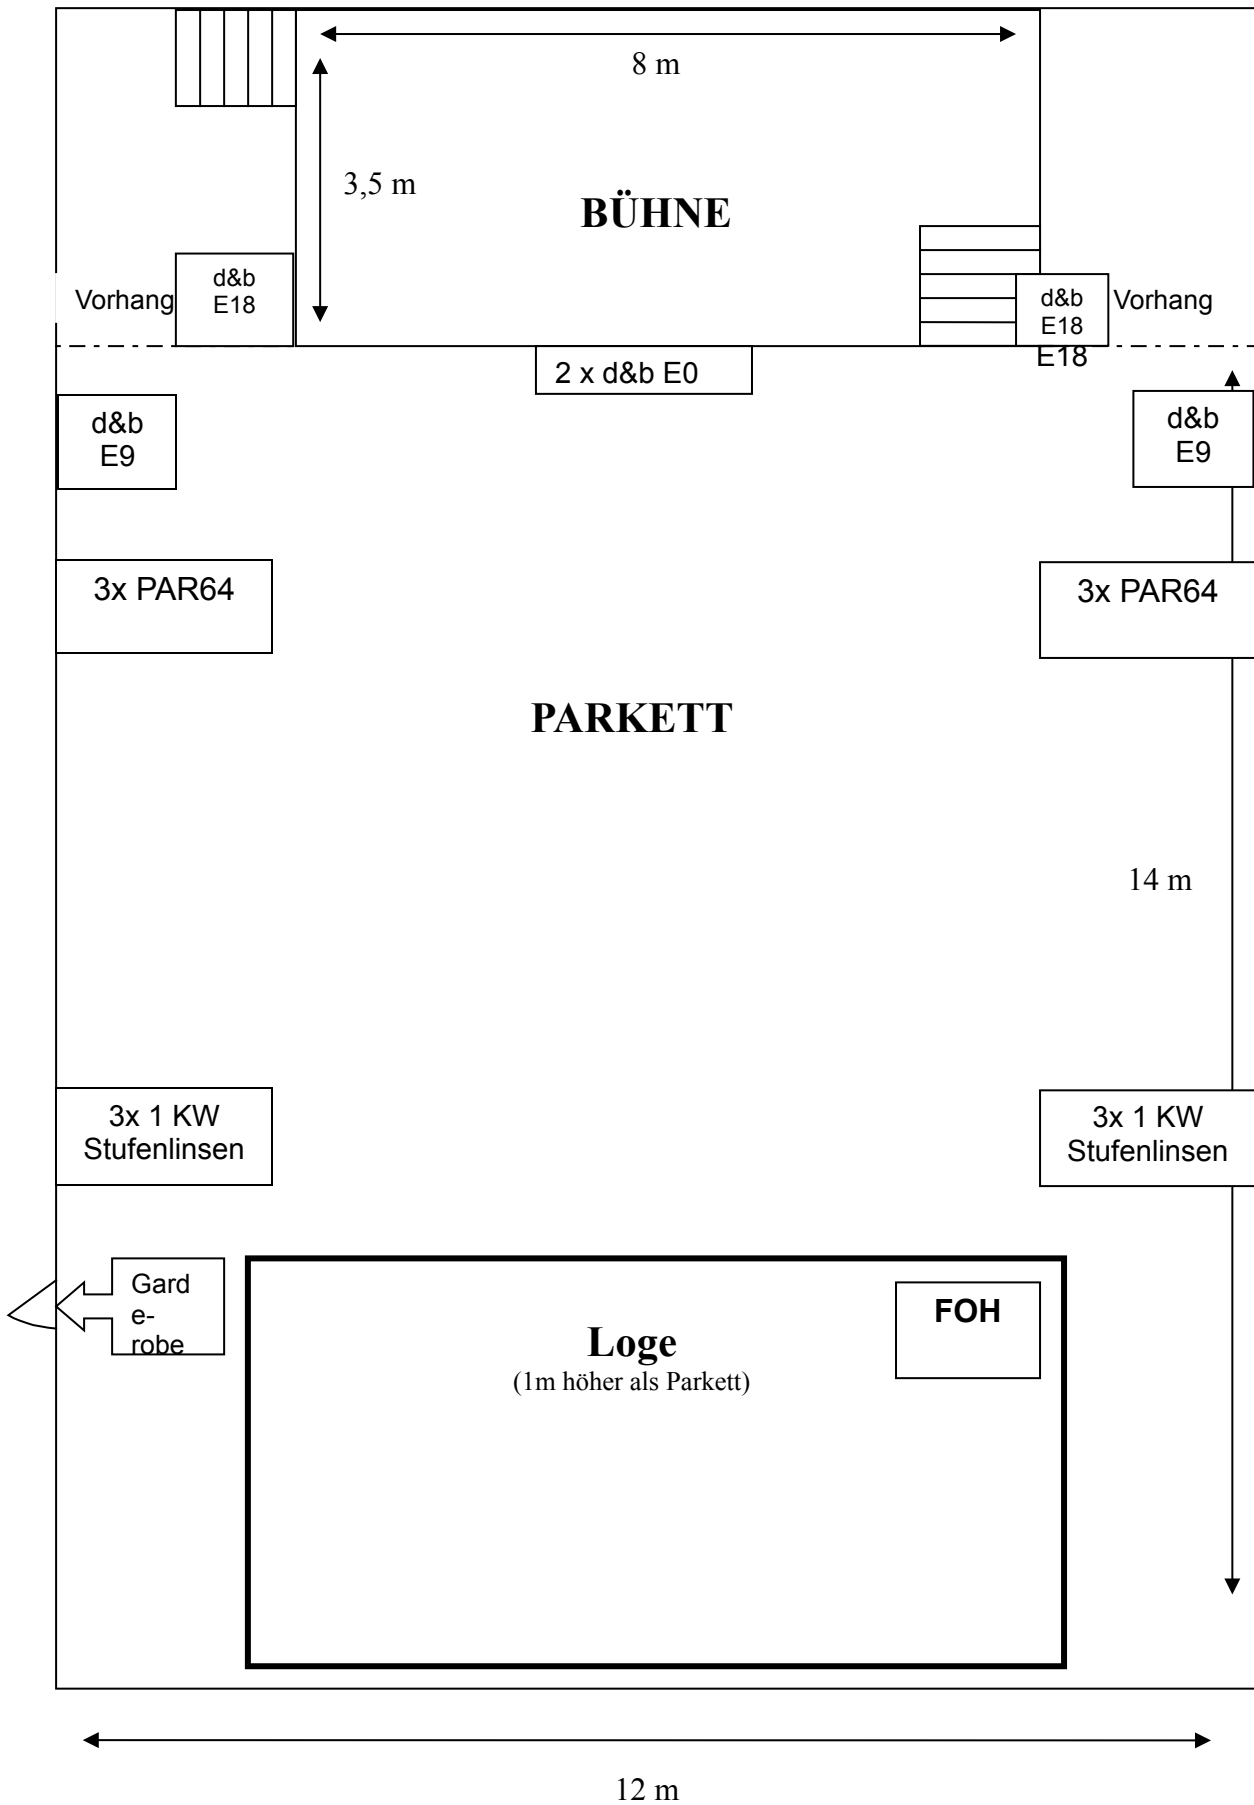 8 m
3,5 m
BÜHNE
Vorhang
d&b
E18
d&b
E18
E18
Vorhang
2 x d&b E0
d&b
E9
d&b
E9
3x PAR64
3x PAR64
PARKETT
14 m
3x 1 KW
Stufenlinsen
3x 1 KW
Stufenlinsen
Gard
e-
robe
Loge
(1m höher als Parkett)
FOH
12 m